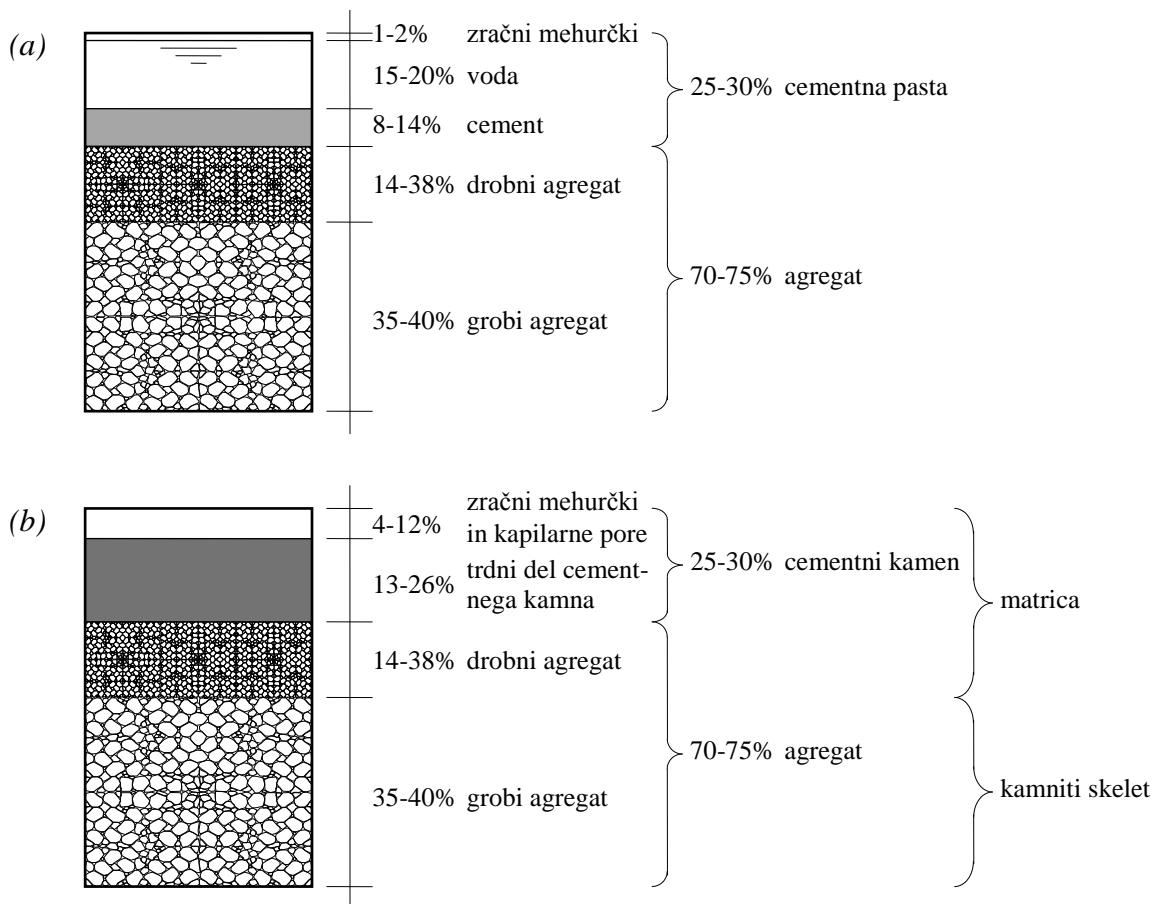 (a)
1-2% zračni mehurčki
15-20% voda
25-30% cementna pasta
8-14% cement
14-38% drobni agregat
70-75% agregat
35-40% grobi agregat
(b)
zračni mehurčki
4-12% in kapilarne pore
25-30% cementni kamen
13-26% trdni del cement-
nega kamna
matrica
14-38% drobni agregat
70-75% agregat
kamniti skelet
35-40% grobi agregat